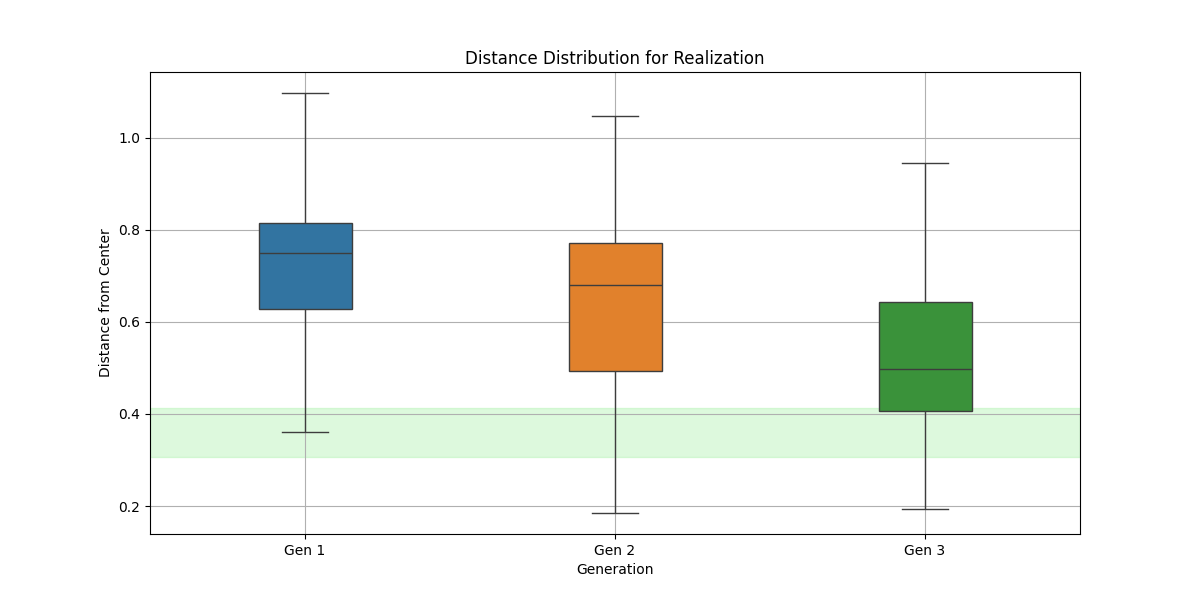 Distance Distribution for Realization
Distance from Center
1.0
0.8
0.6
0.4
0.2
Gen 1
Gen 2
Gen 3
Generation